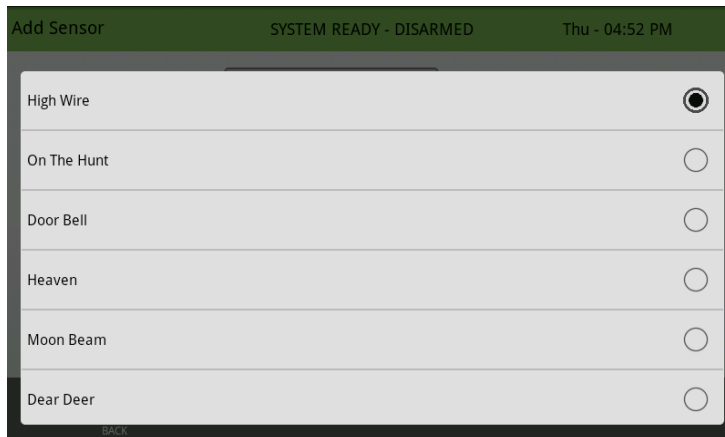 Add Sensor SYSTEM READY - DISARMED Thu - 04:52 PM
High Wire
On The Hunt
Door Bell
Heaven
Moon Beam
Dear Deer
BACK